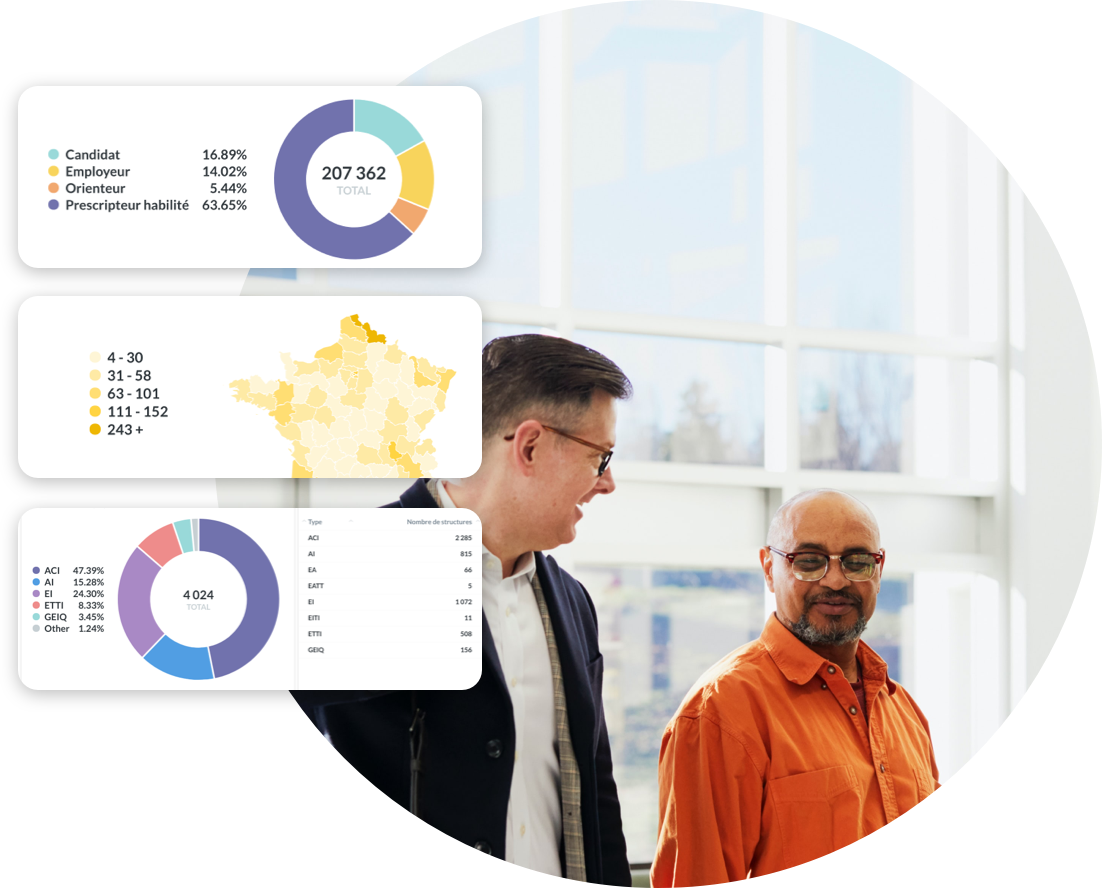 Candidat 16.89%
Employeur 14.02%
Orienteur 5.44%
Prescripteur habilité 63.65%
207 362
TOTAL
4 - 30
31 - 58
63 - 101
111 - 152
243 +
ACI 47.39%
AI 15.28%
EI 24.30%
ETTI 8.33%
GEIQ 3.45%
Other 1.24%
4 024
TOTAL
Type Nombre de structures
ACI 2 285
AI 815
EA 66
EATT 5
EI 1 072
EITI 11
ETTI 508
GEIQ 156